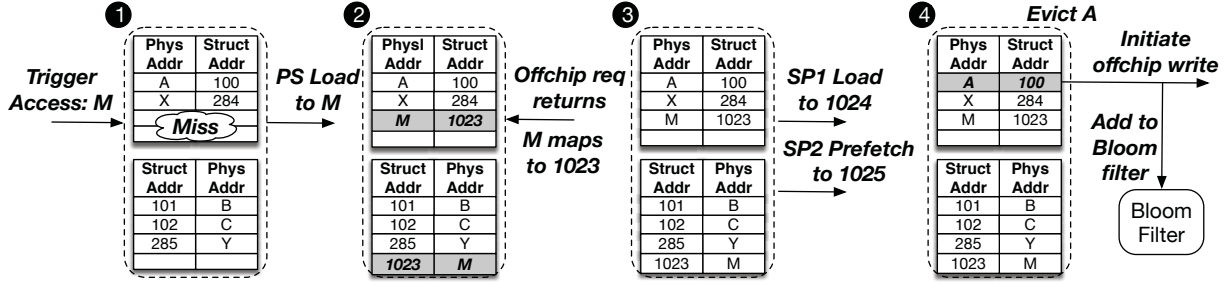 1
Trigger
Access: M
Phys Struct
Addr Addr
A 100
X 284
Miss
Struct Phys
Addr Addr
101 B
102 C
285 Y
PS Load
to M
2
Physl Struct
Addr Addr
A 100
X 284
M 1023
Struct Phys
Addr Addr
101 B
102 C
285 Y
1023 M
Offchip req
returns
M maps
to 1023
3
Phys Struct
Addr Addr
A 100
X 284
M 1023
Struct Phys
Addr Addr
101 B
102 C
285 Y
1023 M
SP1 Load
to 1024
SP2 Prefetch
to 1025
4
Evict A
Phys Struct
Addr Addr
A 100
X 284
M 1023
Struct Phys
Addr Addr
101 B
102 C
285 Y
1023 M
Initiate
offchip write
Add to
Bloom
filter
Bloom
Filter